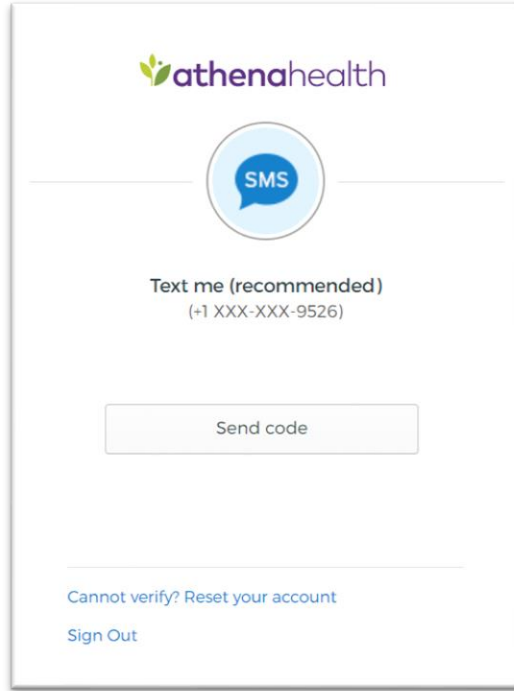 athenahealth
SMS
Text me (recommended)
(+1 XXX-XXX-9526)
Send code
Cannot verify? Reset your account
Sign Out